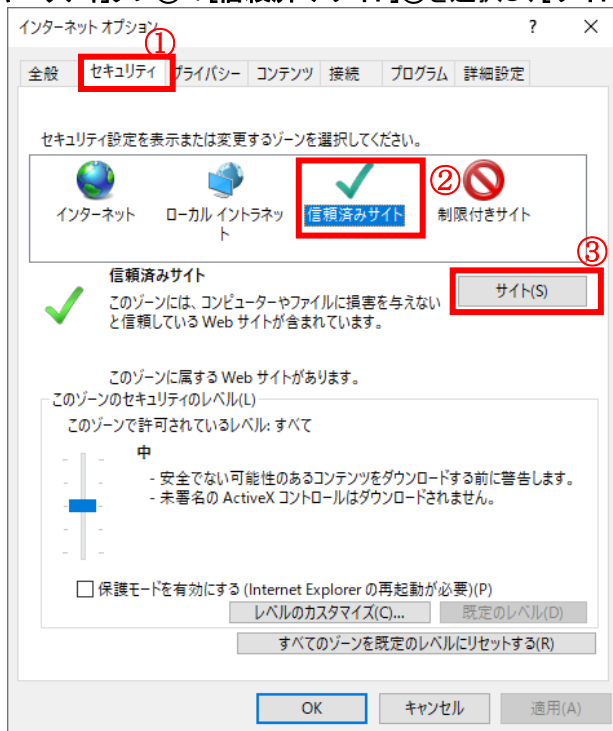 インターネット オプション ? ×
①
全般 セキュリティ プライバシー コンテンツ 接続 プログラム 詳細設定
セキュリティ設定を表示または変更するゾーンを選択してください。
②
インターネット ローカル イントラネット 信頼済みサイト 制限付きサイト
③
信頼済みサイト
サイト(S)
このゾーンには、コンピューターやファイルに損害を与えない
と信頼している Web サイトが含まれています。
このゾーンに属する Web サイトがあります。
このゾーンのセキュリティのレベル(L)
このゾーンで許可されているレベル: すべて
中
- 安全でない可能性のあるコンテンツをダウンロードする前に警告します。
- 未署名の ActiveX コントロールはダウンロードされません。
保護モードを有効にする (Internet Explorer の再起動が必要)(P)
レベルのカスタマイズ(C)... 既定のレベル(D)
すべてのゾーンを既定のレベルにリセットする(R)
OK キャンセル 適用(A)